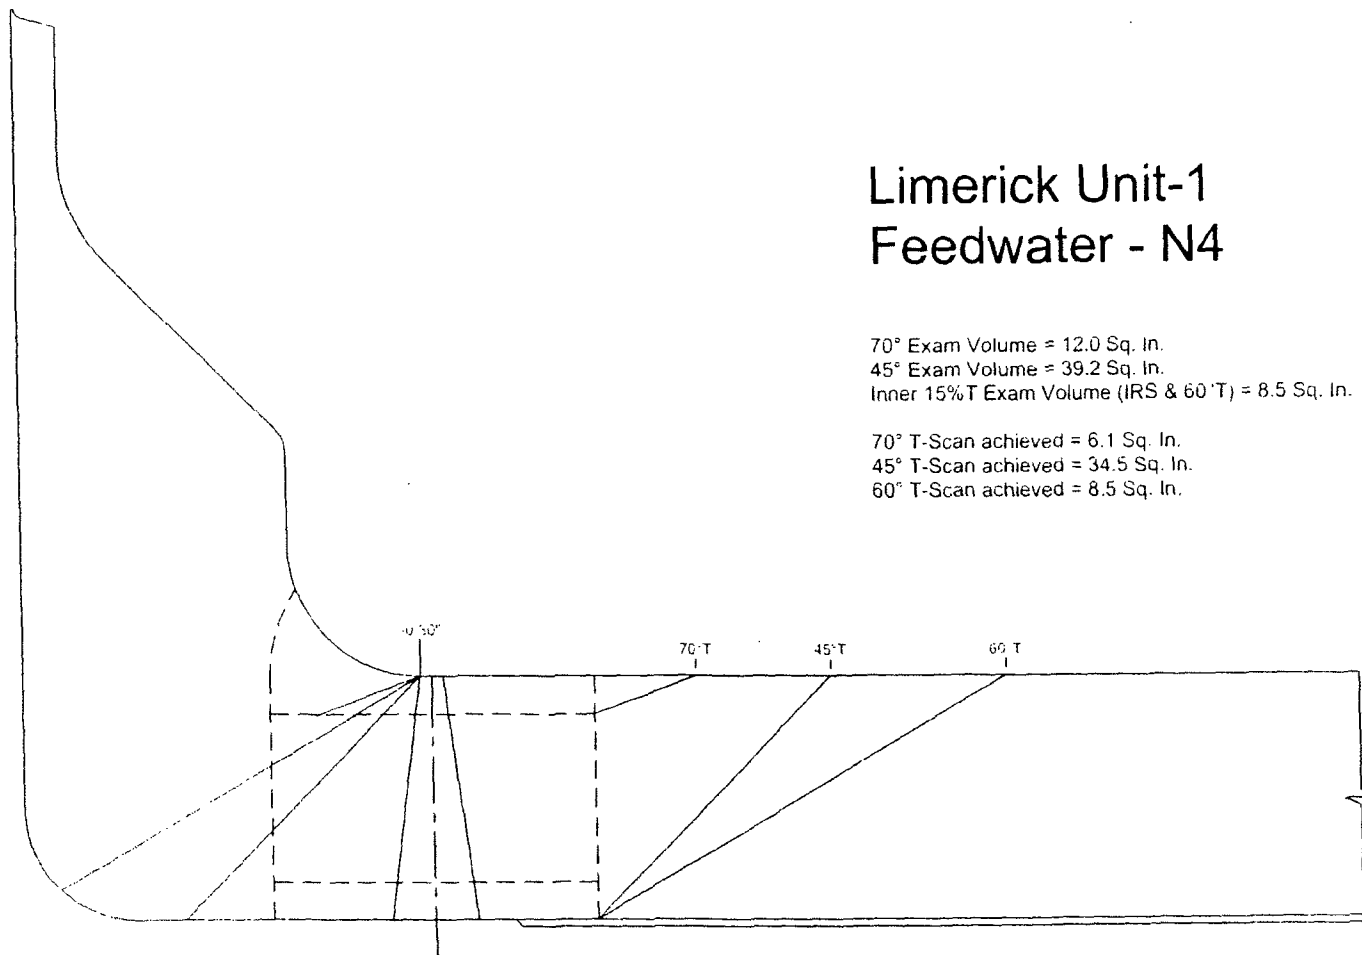 Limerick Unit-1
Feedwater - N4
70° Exam Volume = 12.0 Sq. In.
45° Exam Volume = 39.2 Sq. In.
Inner 15%T Exam Volume (IRS & 60°T) = 8.5 Sq. In.
70° T-Scan achieved = 6.1 Sq. In.
45° T-Scan achieved = 34.5 Sq. In.
60° T-Scan achieved = 8.5 Sq. In.
70°T
45°T
60°T